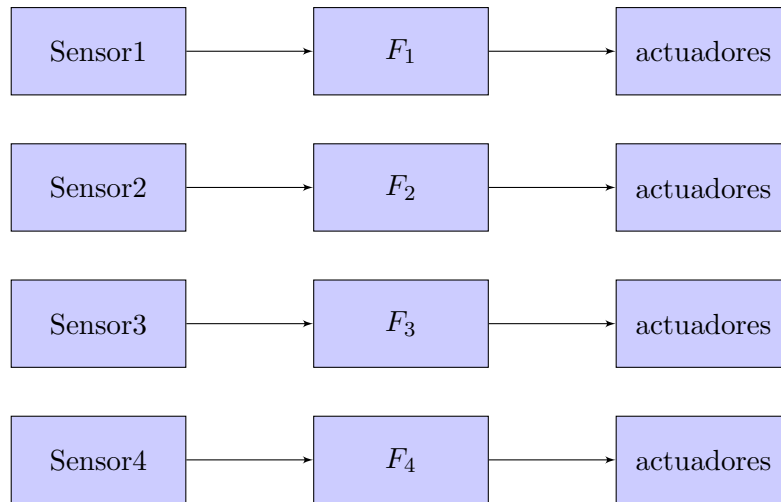 Sensor1 F₁ actuadores
Sensor2 F₂ actuadores
Sensor3 F₃ actuadores
Sensor4 F₄ actuadores